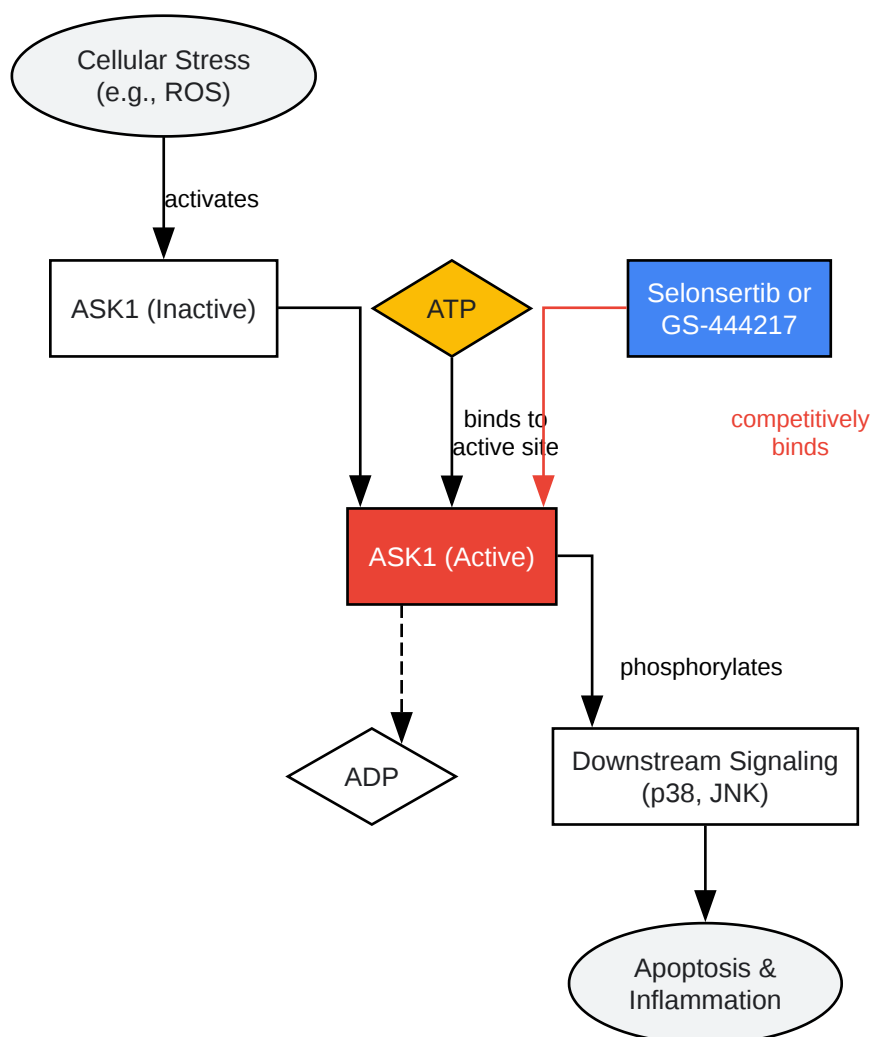 Cellular Stress
(e.g., ROS)
activates
ASK1 (Inactive)
ATP
Selonsertib or
GS-444217
binds to
active site
competitively
binds
ASK1 (Active)
phosphorylates
ADP
Downstream Signaling
(p38, JNK)
Apoptosis &
Inflammation